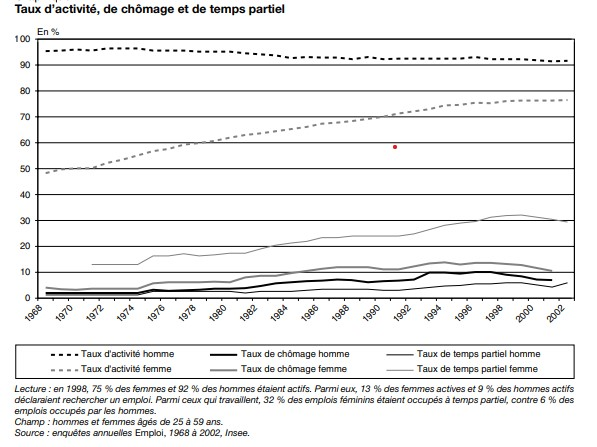 Taux d'activité, de chômage et de temps partiel
En %
100
90
80
70
60
50
40
30
20
10
0
1968
1970
1972
1974
1976
1978
1980
1982
1984
1986
1988
1990
1992
1994
1996
1998
2000
2002
Taux d'activité homme
Taux de chômage homme
Taux de temps partiel homme
Taux d'activité femme
Taux de chômage femme
Taux de temps partiel femme
Lecture : en 1998, 75 % des femmes et 92 % des hommes étaient actifs. Parmi eux, 13 % des femmes actives et 9 % des hommes actifs
déclaraient rechercher un emploi. Parmi ceux qui travaillent, 32 % des emplois féminins étaient occupés à temps partiel, contre 6 % des
emplois occupés par les hommes.
Champ : hommes et femmes âgés de 25 à 59 ans.
Source : enquêtes annuelles Emploi, 1968 à 2002, Insee.